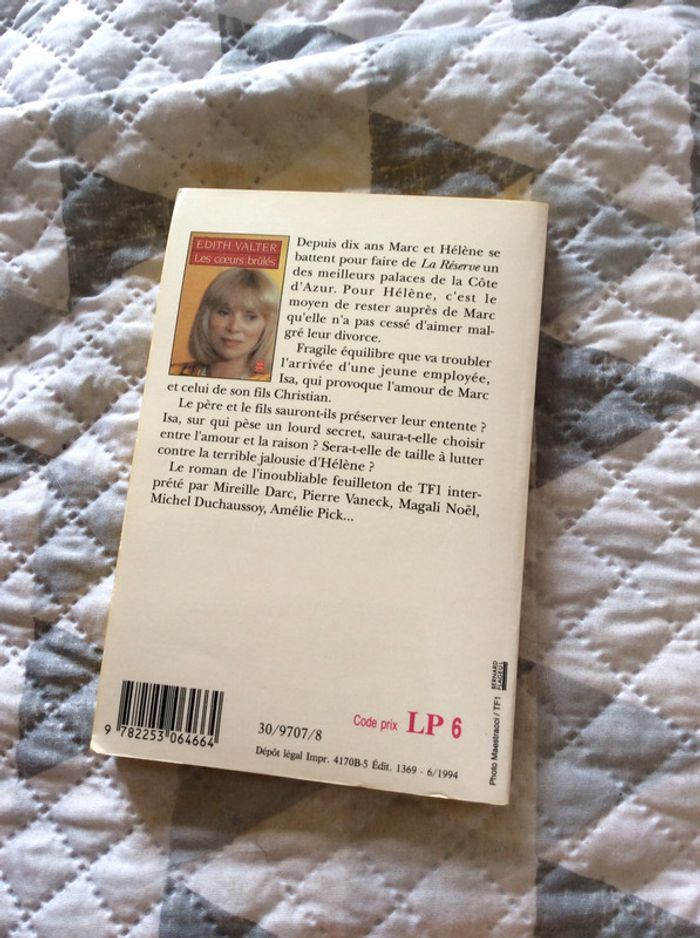 EDITH VALTER
Les cœurs brûlés
Depuis dix ans Marc et Hélène se
battent pour faire de La Réserve un
des meilleurs palaces de la Côte
d'Azur. Pour Hélène, c'est le
moyen de rester auprès de Marc
qu'elle n'a pas cessé d'aimer mal-
gré leur divorce.
Fragile équilibre que va troubler
l'arrivée d'une jeune employée,
Isa, qui provoque l'amour de Marc
et celui de son fils Christian.
Le père et le fils sauront-ils préserver leur entente ?
Isa, sur qui pèse un lourd secret, saura-t-elle choisir
entre l'amour et la raison ? Sera-t-elle de taille à lutter
contre la terrible jalousie d'Hélène ?
Le roman de l'inoubliable feuilleton de TF1 inter-
prété par Mireille Darc, Pierre Vaneck, Magali Noël,
Michel Duchaussoy, Amélie Pick...
9 782253 064664
30/9707/8
Code prix LP 6
Dépôt légal Impr. 4170B-5 Édit. 1369 - 6/1994
Photo Maestracci / TF1
BERNARD
FLAGEUL